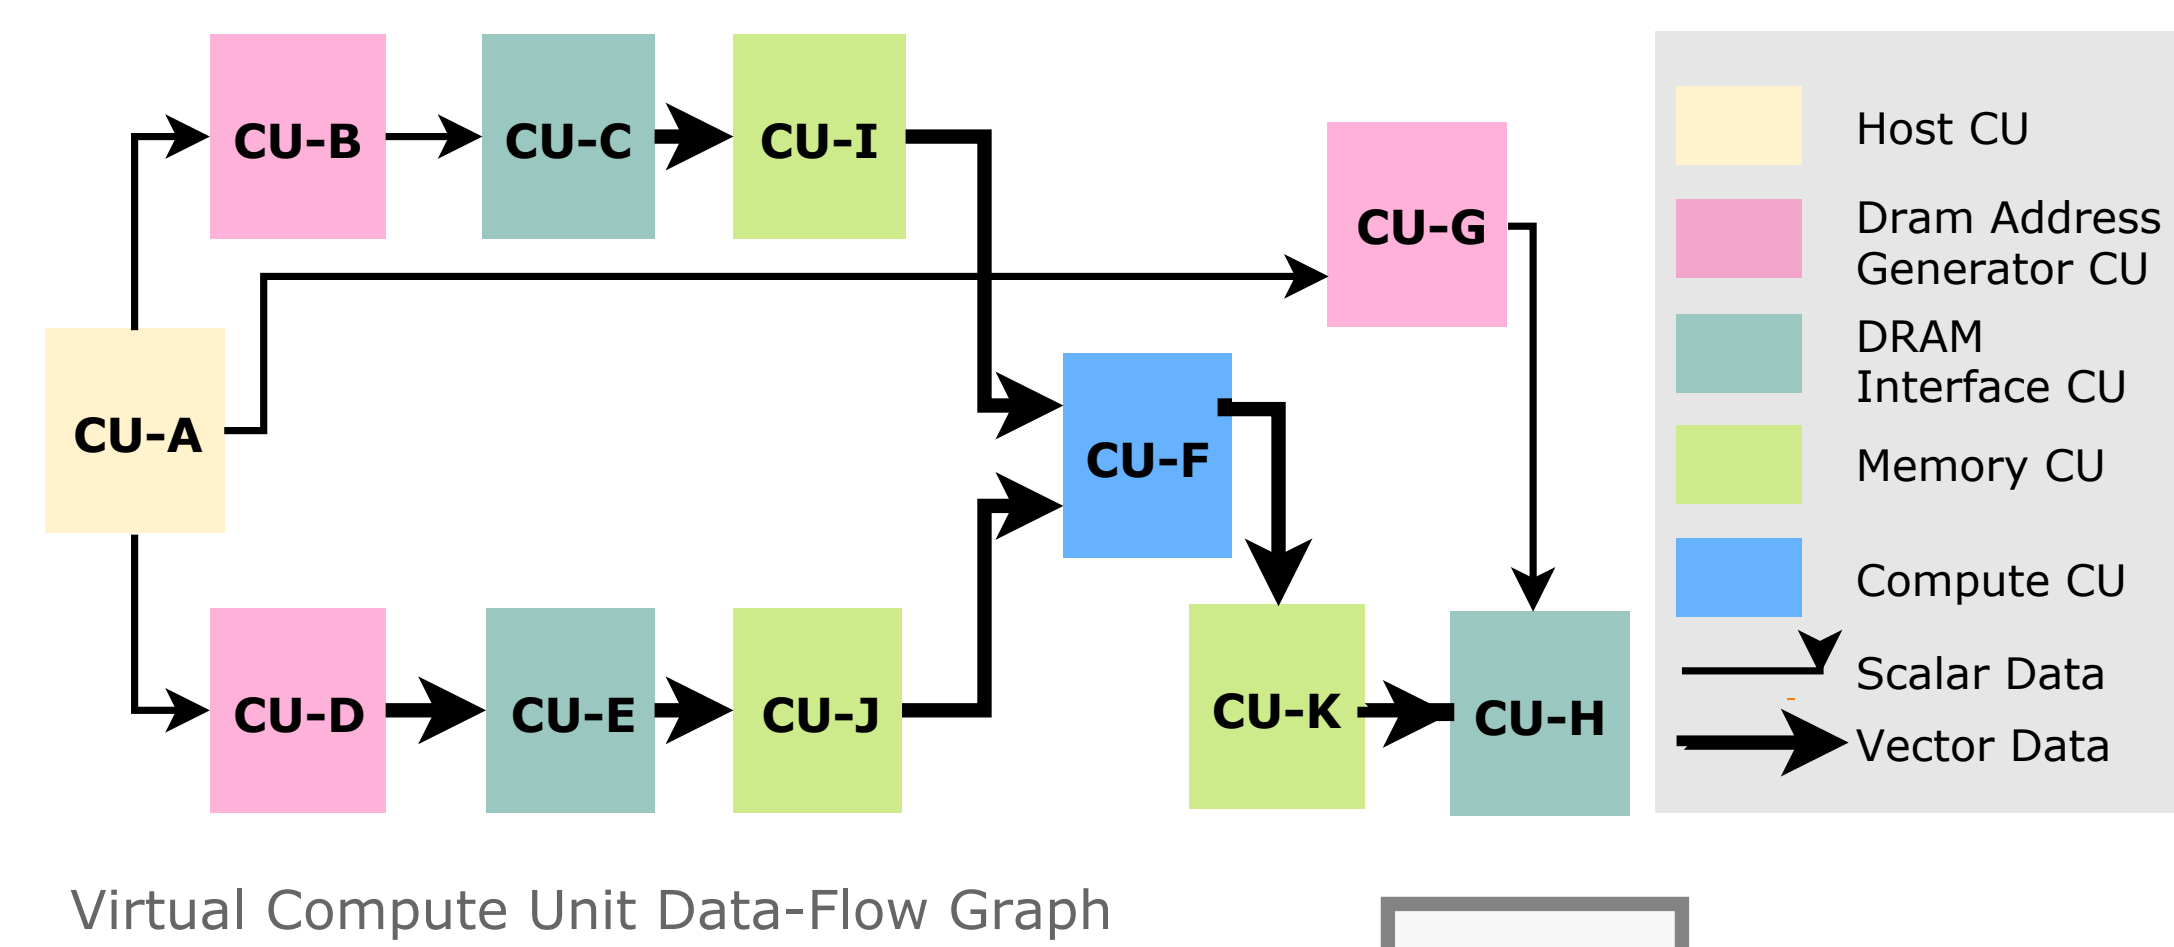 CU-B
CU-C
CU-I
CU-G
CU-A
CU-F
CU-D
CU-E
CU-J
CU-K
CU-H
Host CU
Dram Address
Generator CU
DRAM
Interface CU
Memory CU
Compute CU
Scalar Data
Vector Data
Virtual Compute Unit Data-Flow Graph